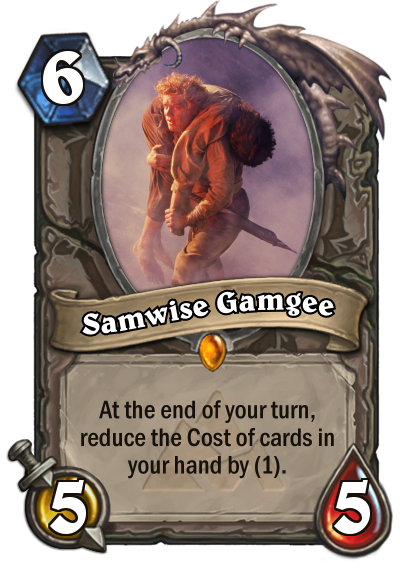 6
Samwise Gamgee
At the end of your turn,
reduce the Cost of cards in
your hand by (1).
5 5